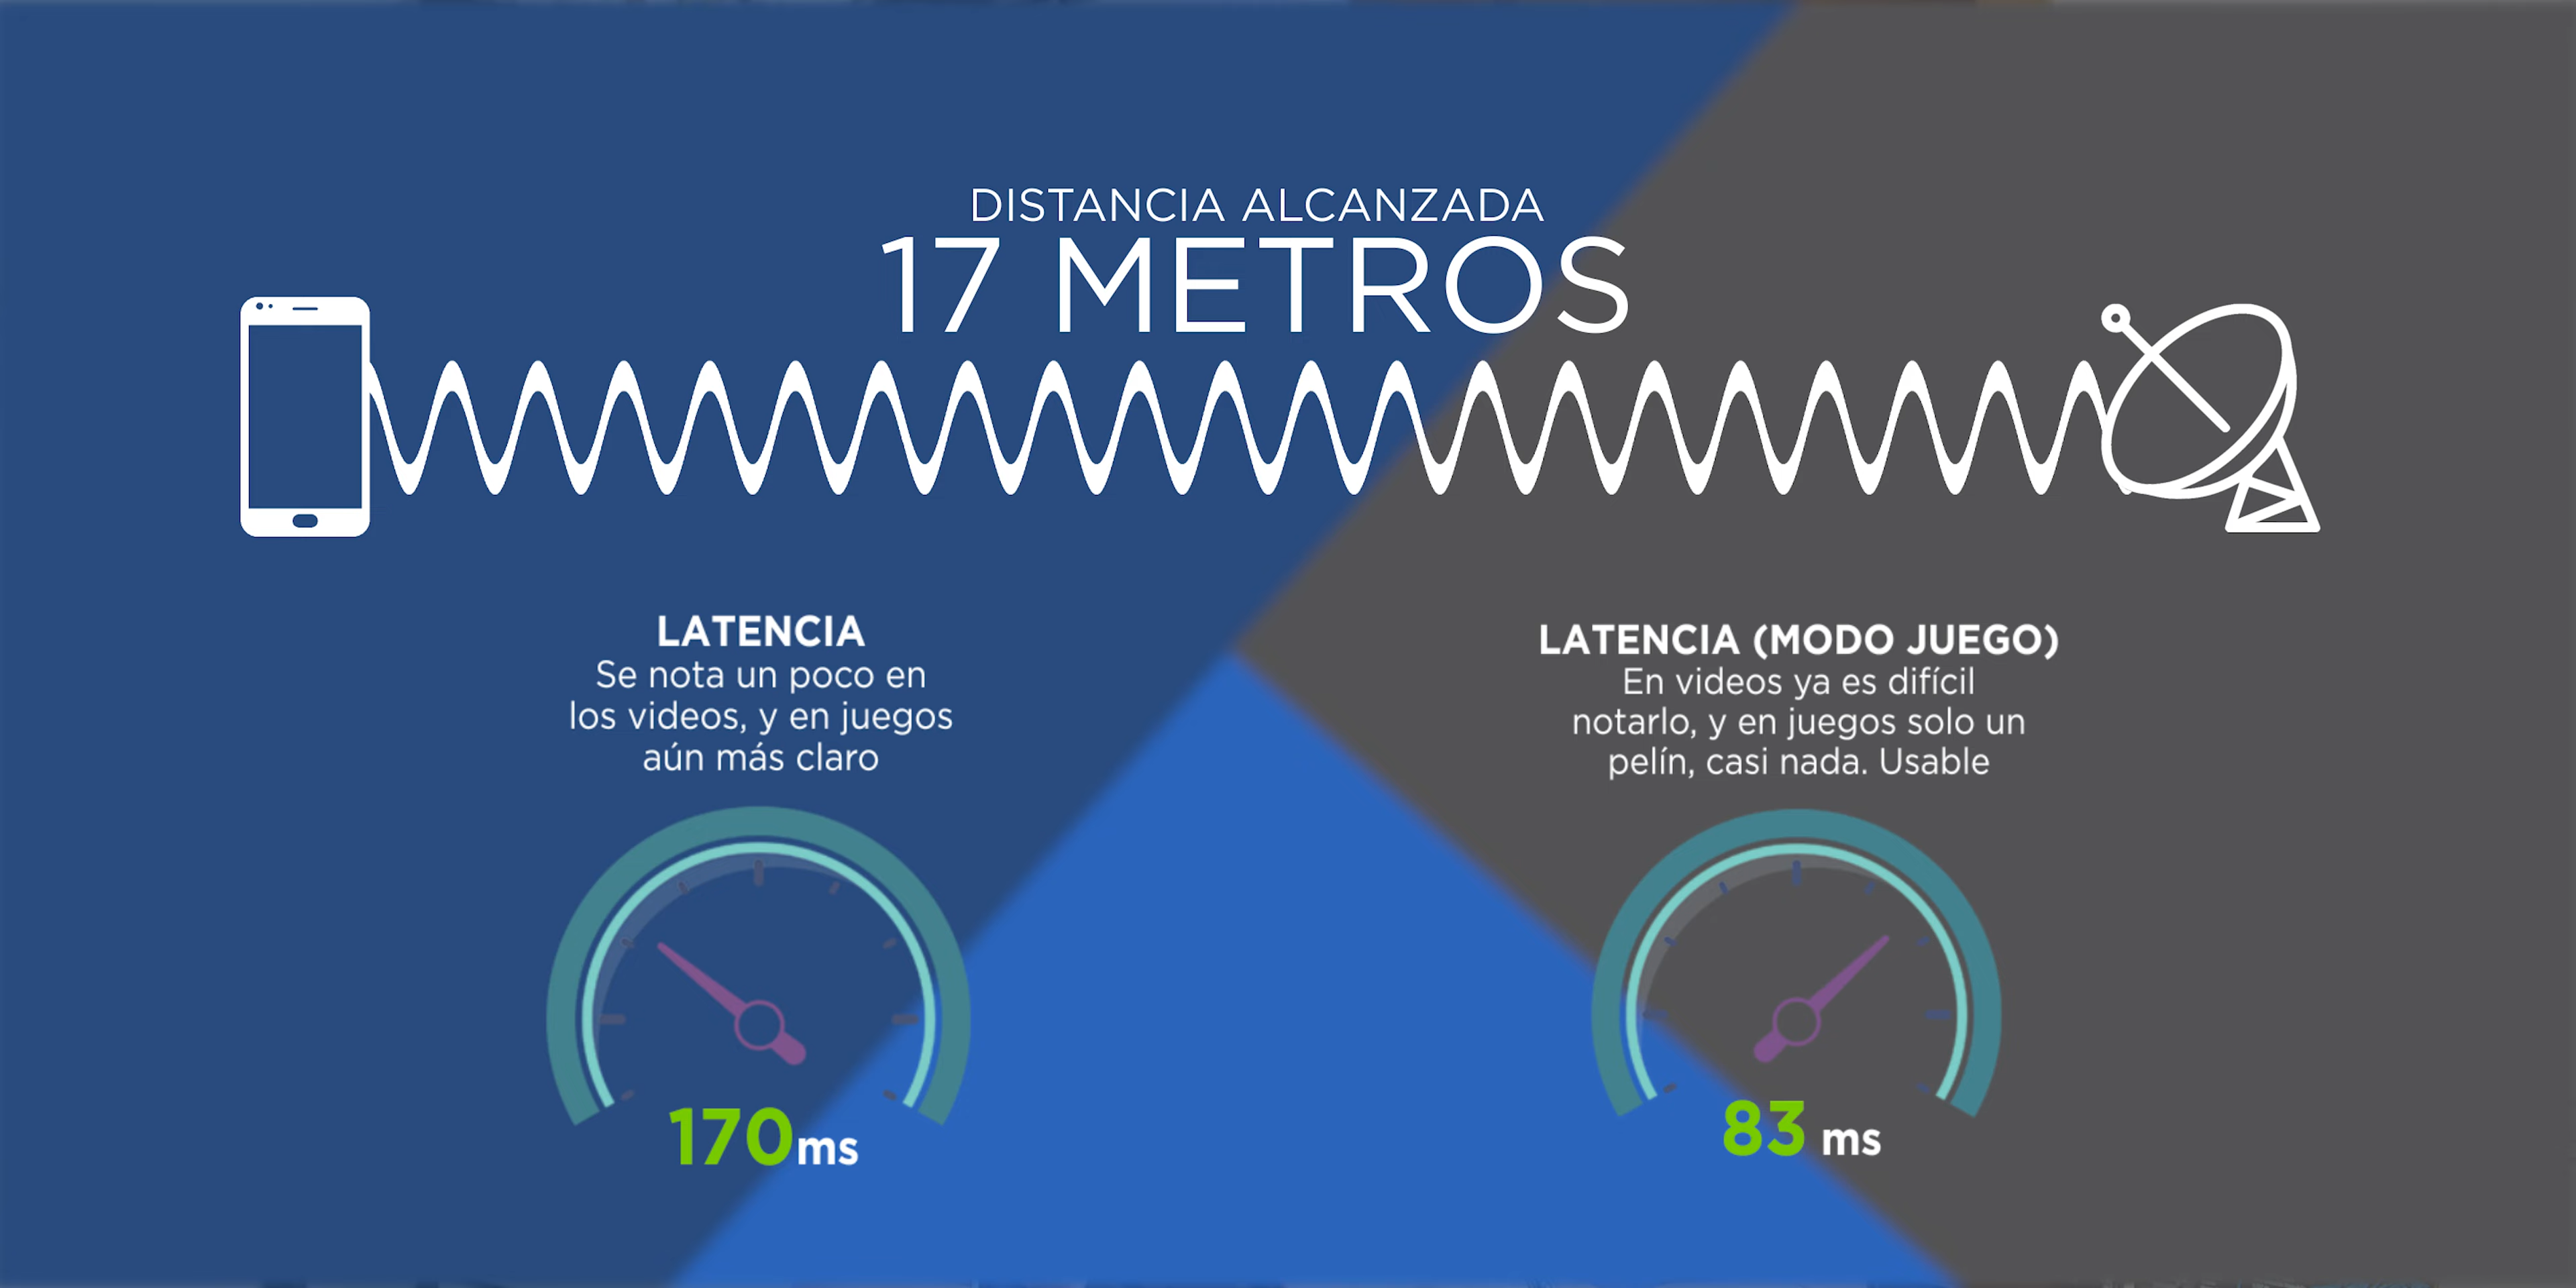 DISTANCIA ALCANZADA
17 METROS
LATENCIA
Se nota un poco en
los videos, y en juegos
aún más claro
170ms
LATENCIA (MODO JUEGO)
En videos ya es difícil
notarlo, y en juegos solo un
pelín, casi nada. Usable
83 ms